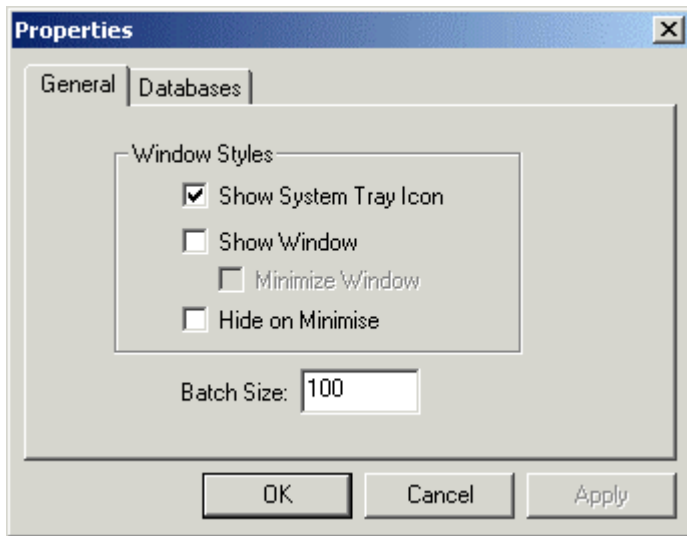 Properties
General
Databases
Window Styles
Show System Tray Icon
Show Window
Minimize Window
Hide on Minimise
Batch Size: 100
OK
Cancel
Apply